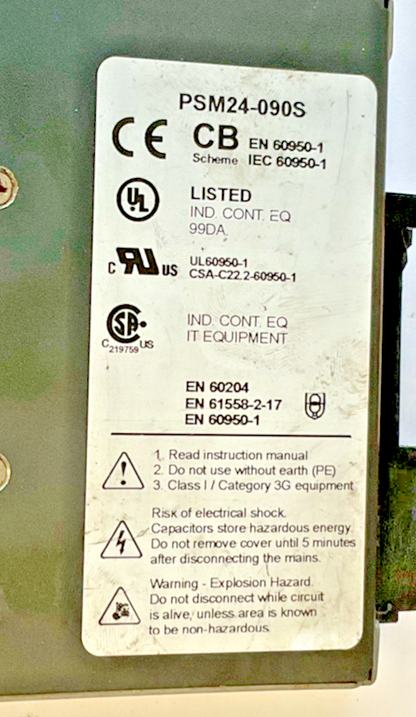 PSM24-090S
CE CB EN 60950-1
Scheme IEC 60950-1
UL LISTED
IND. CONT. EQ.
99DA.
c RU US UL60950-1
CSA-C22.2-60950-1
SA IND. CONT. EQ
C 219759 US IT EQUIPMENT
EN 60204
EN 61558-2-17
EN 60950-1
1. Read instruction manual
2. Do not use without earth (PE)
3. Class I / Category 3G equipment
Risk of electrical shock.
Capacitors store hazardous energy.
Do not remove cover until 5 minutes
after disconnecting the mains.
Warning - Explosion Hazard.
Do not disconnect while circuit
is alive, unless area is known
to be non-hazardous.